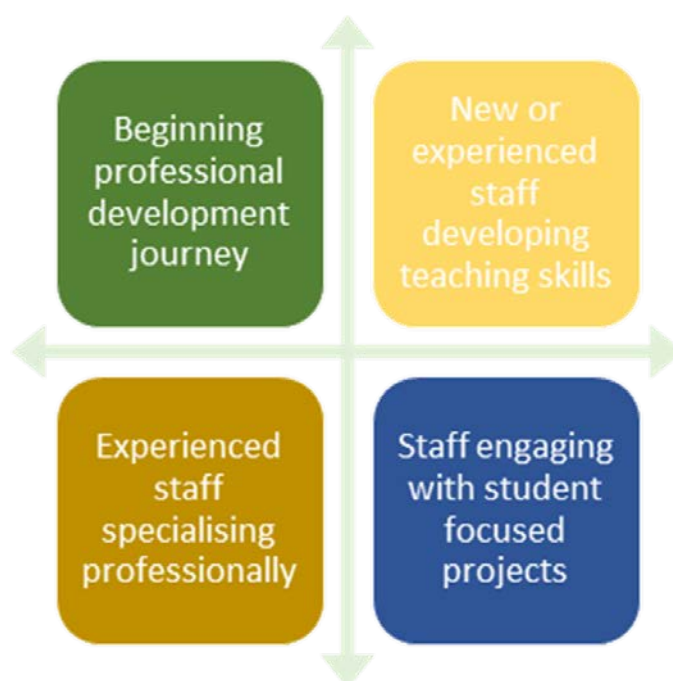 Beginning
professional
development
journey
New or
experienced
staff
developing
teaching skills
Experienced
staff
specialising
professionally
Staff engaging
with student
focused
projects